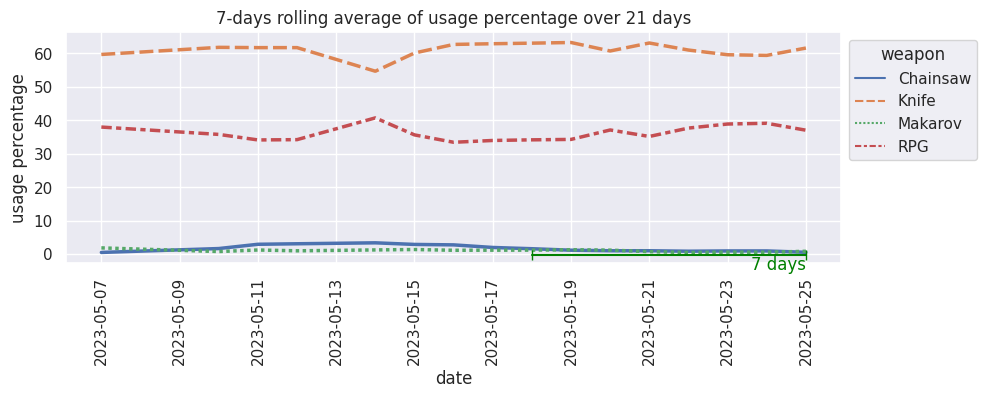 7-days rolling average of usage percentage over 21 days
usage percentage
60
50
40
30
20
10
0
7 days
2023-05-07
2023-05-09
2023-05-11
2023-05-13
2023-05-15
2023-05-17
2023-05-19
2023-05-21
2023-05-23
2023-05-25
date
weapon
Chainsaw
Knife
Makarov
RPG